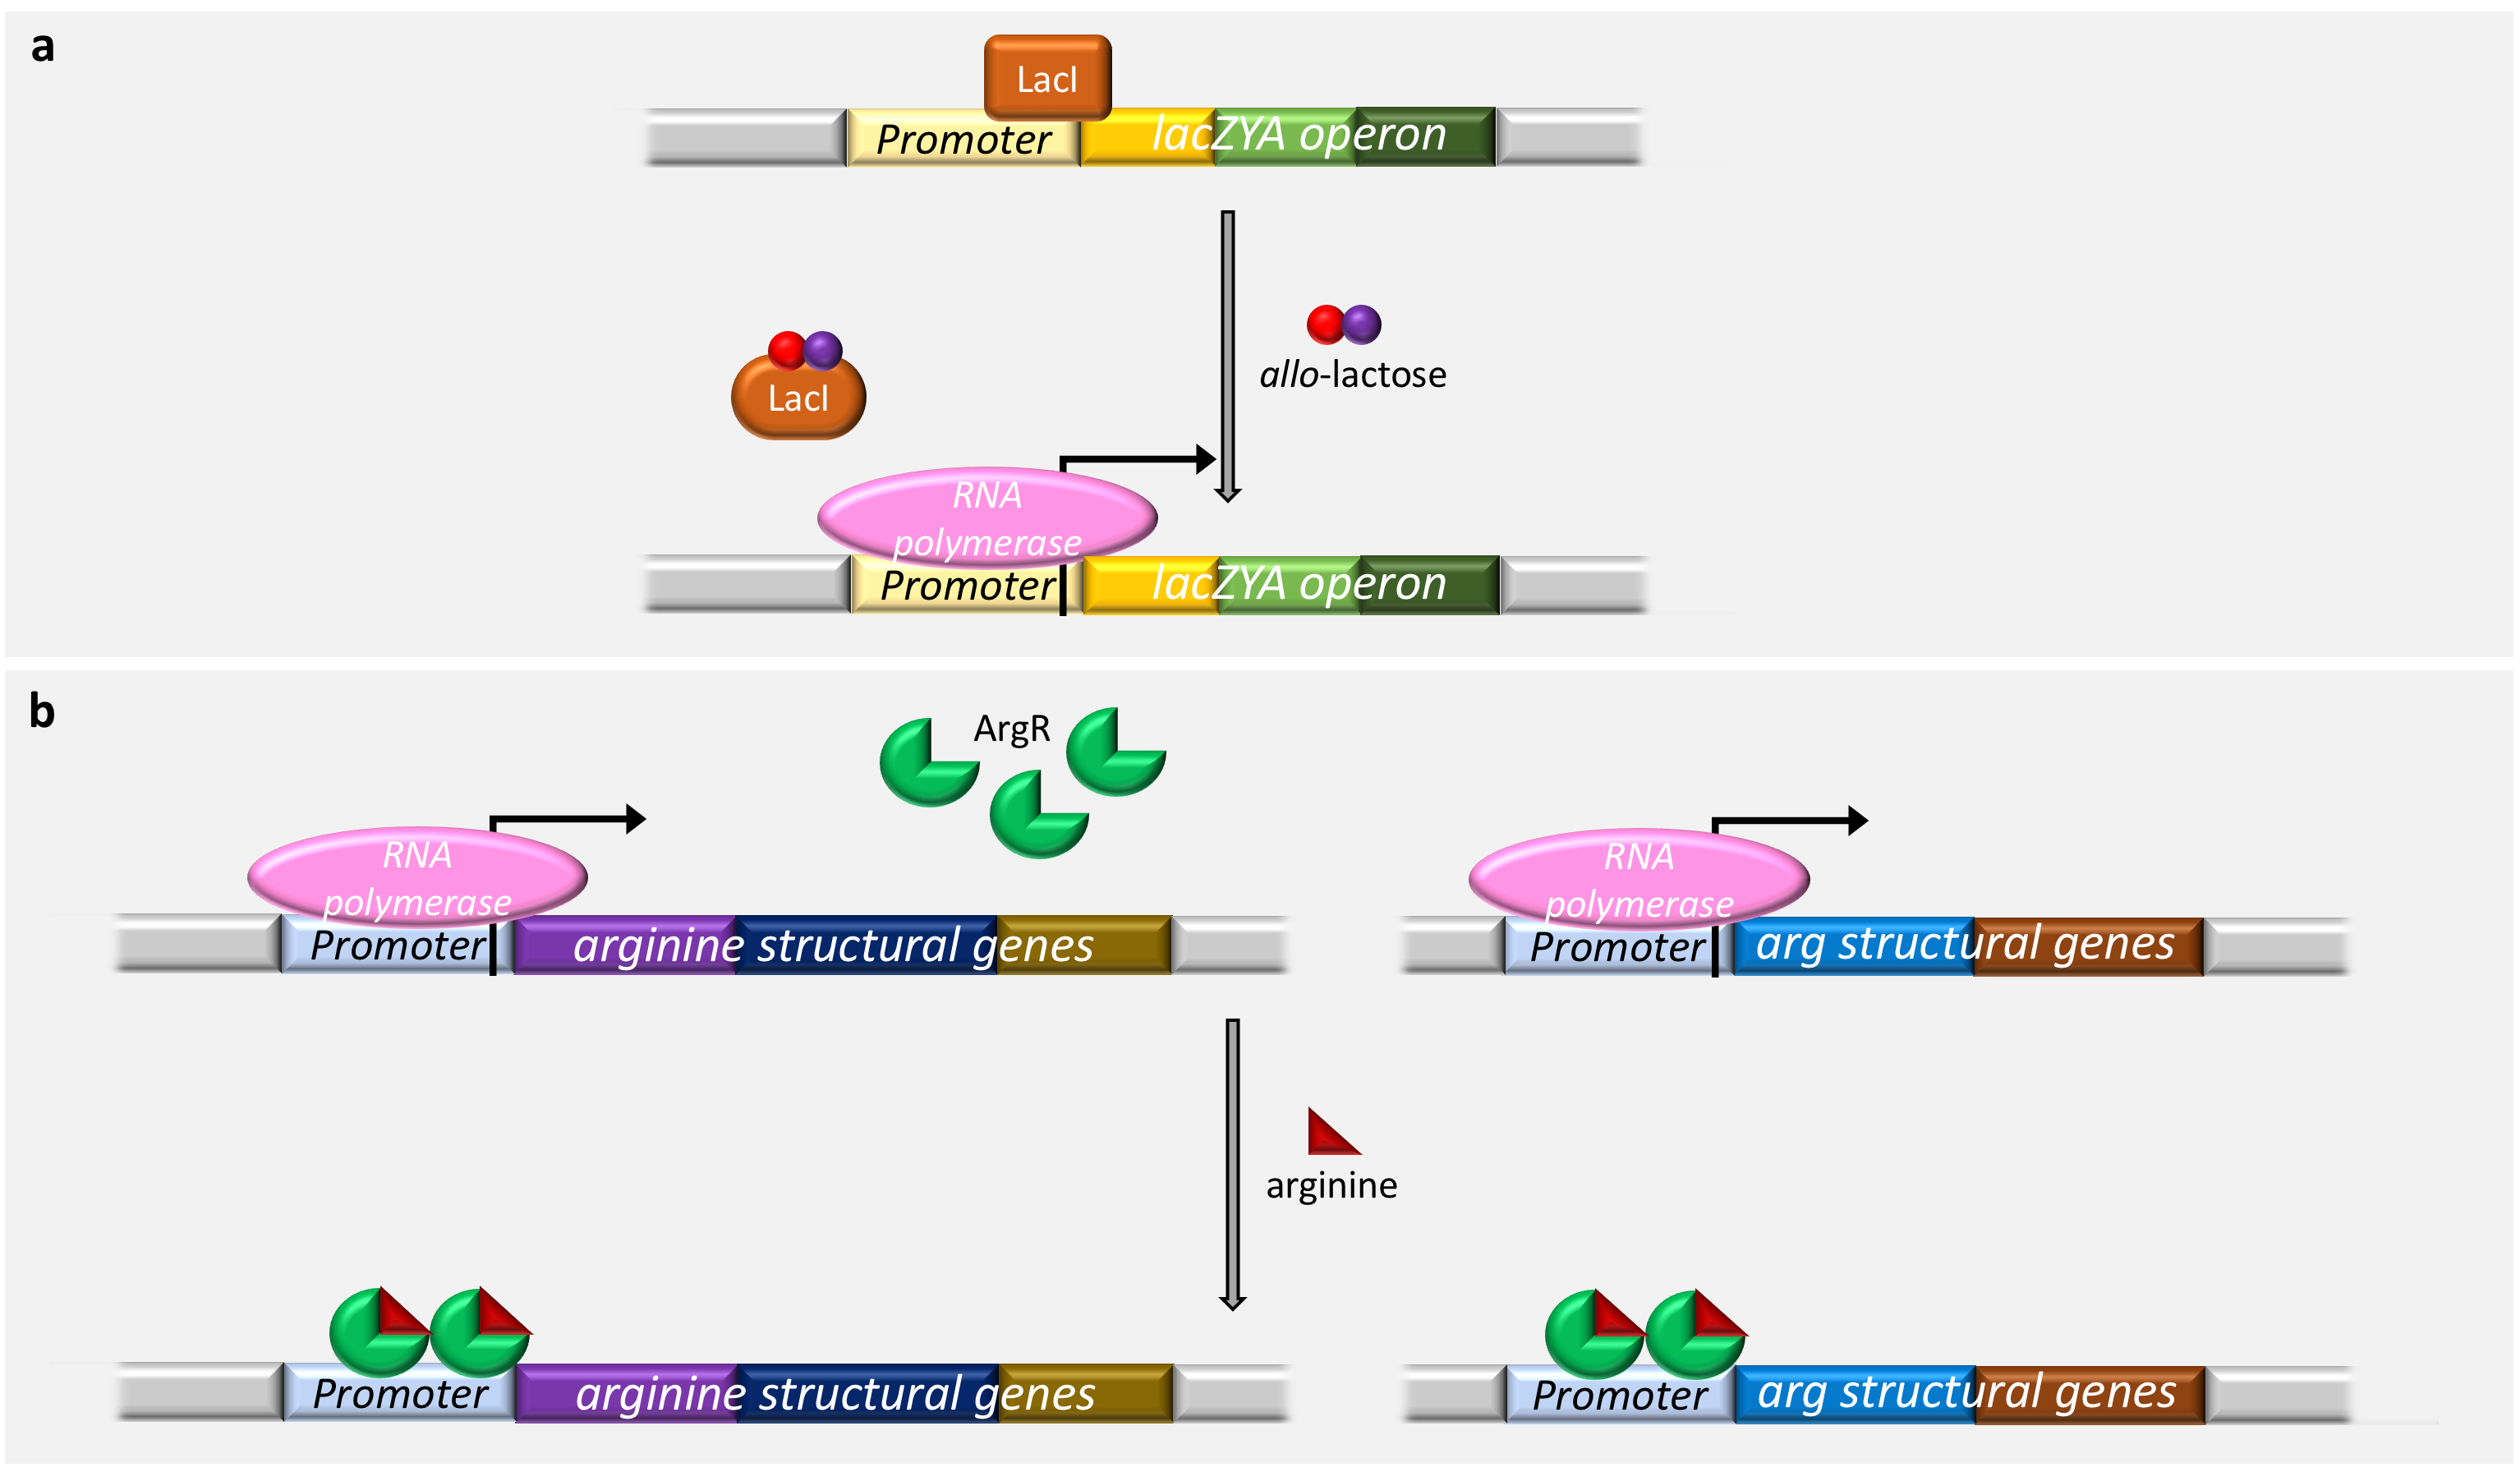 a
LacI
Promoter
lacZYA operon
allo-lactose
LacI
RNA
polymerase
Promoter
lacZYA operon
b
ArgR
RNA
polymerase
RNA
polymerase
Promoter
arginine structural genes
Promoter
arg structural genes
arginine
Promoter
arginine structural genes
Promoter
arg structural genes